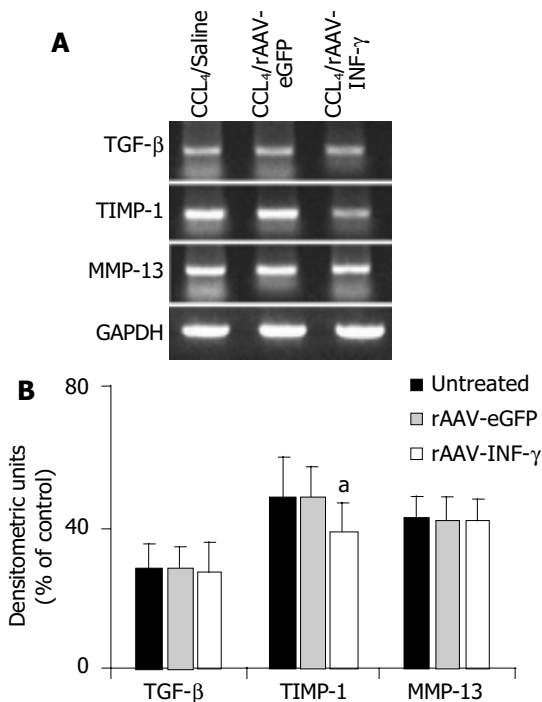 A
CCL₄/Saline
CCL₄/rAAV-
eGFP
CCL₄/rAAV-
INF-γ
TGF-β
TIMP-1
MMP-13
GAPDH
B
80
40
0
Densitometric units
(% of control)
Untreated
rAAV-eGFP
rAAV-INF-γ
a
TGF-β
TIMP-1
MMP-13